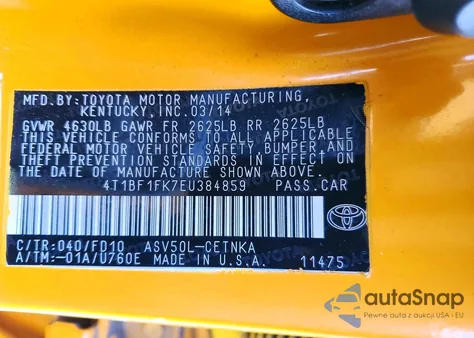 MFD. BY: TOYOTA MOTOR MANUFACTURING,
KENTUCKY, INC. 03/14
GVWR 4630LB GAWR FR 2625LB RR 2625LB
THIS VEHICLE CONFORMS TO ALL APPLICABLE
FEDERAL MOTOR VEHICLE SAFETY, BUMPER, AND
THEFT PREVENTION STANDARDS IN EFFECT ON
THE DATE OF MANUFACTURE SHOWN ABOVE.
4T1BF1FK7EU384859 PASS.CAR
C/TR:040/FD10 ASV50L-CETNKA
A/TM:-01A/U760E MADE IN U.S.A. 11475
autoSnap
Pewne auta z aukcji USA i EU